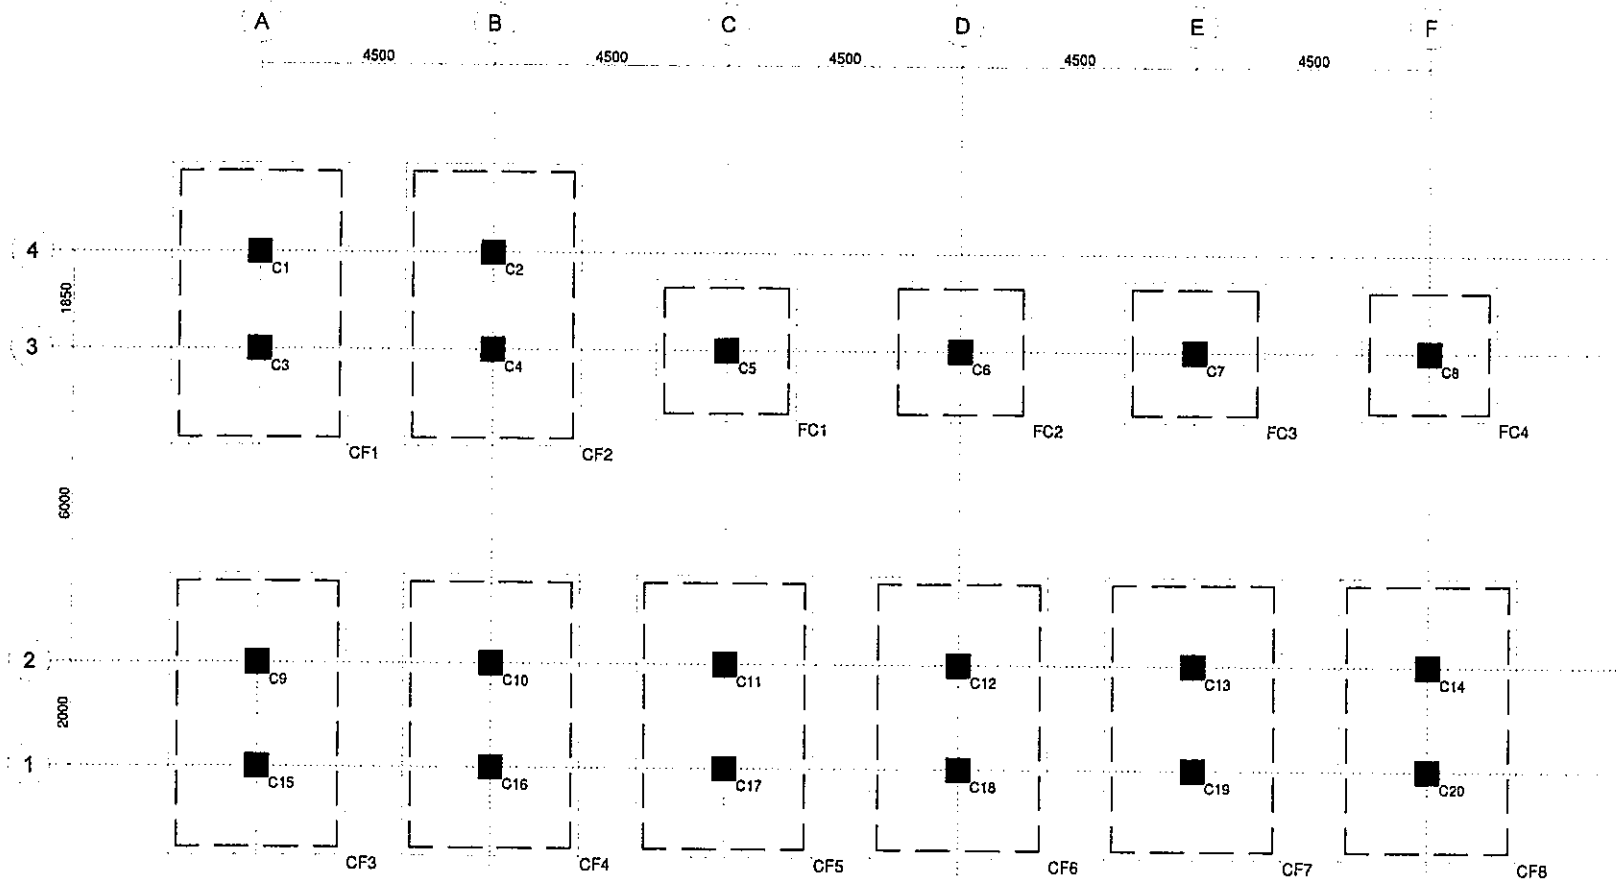 A B C D E F
4500 4500 4500 4500 4500
4
C1 C2
1850
3
C3 C4 C5 C6 C7 C8
FC1 FC2 FC3 FC4
CF1 CF2
6000
2
C9 C10 C11 C12 C13 C14
2000
1
C15 C16 C17 C18 C19 C20
CF3 CF4 CF5 CF6 CF7 CF8